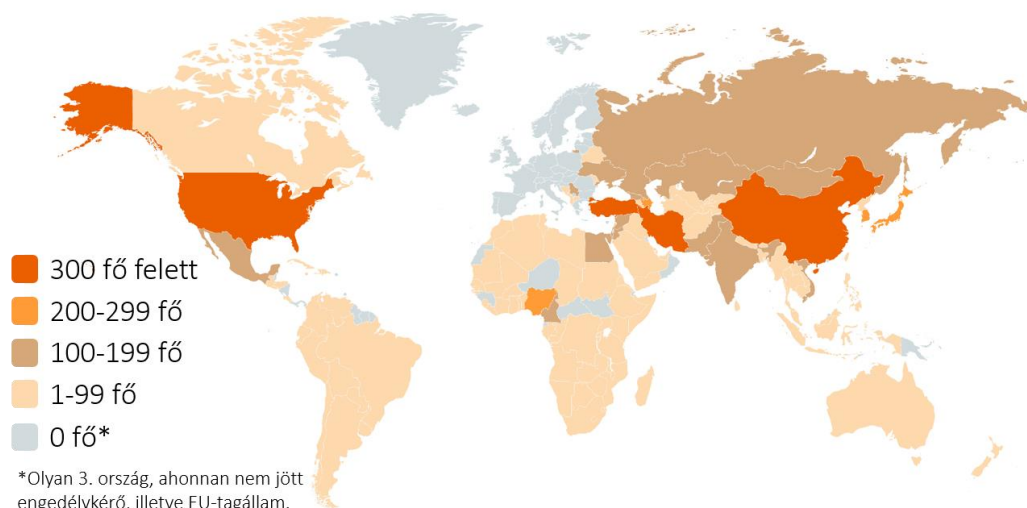 300 fő felett
200-299 fő
100-199 fő
1-99 fő
0 fő*
*Olyan 3. ország, ahonnan nem jött
engedélykérő, illetve EU-tagállam.